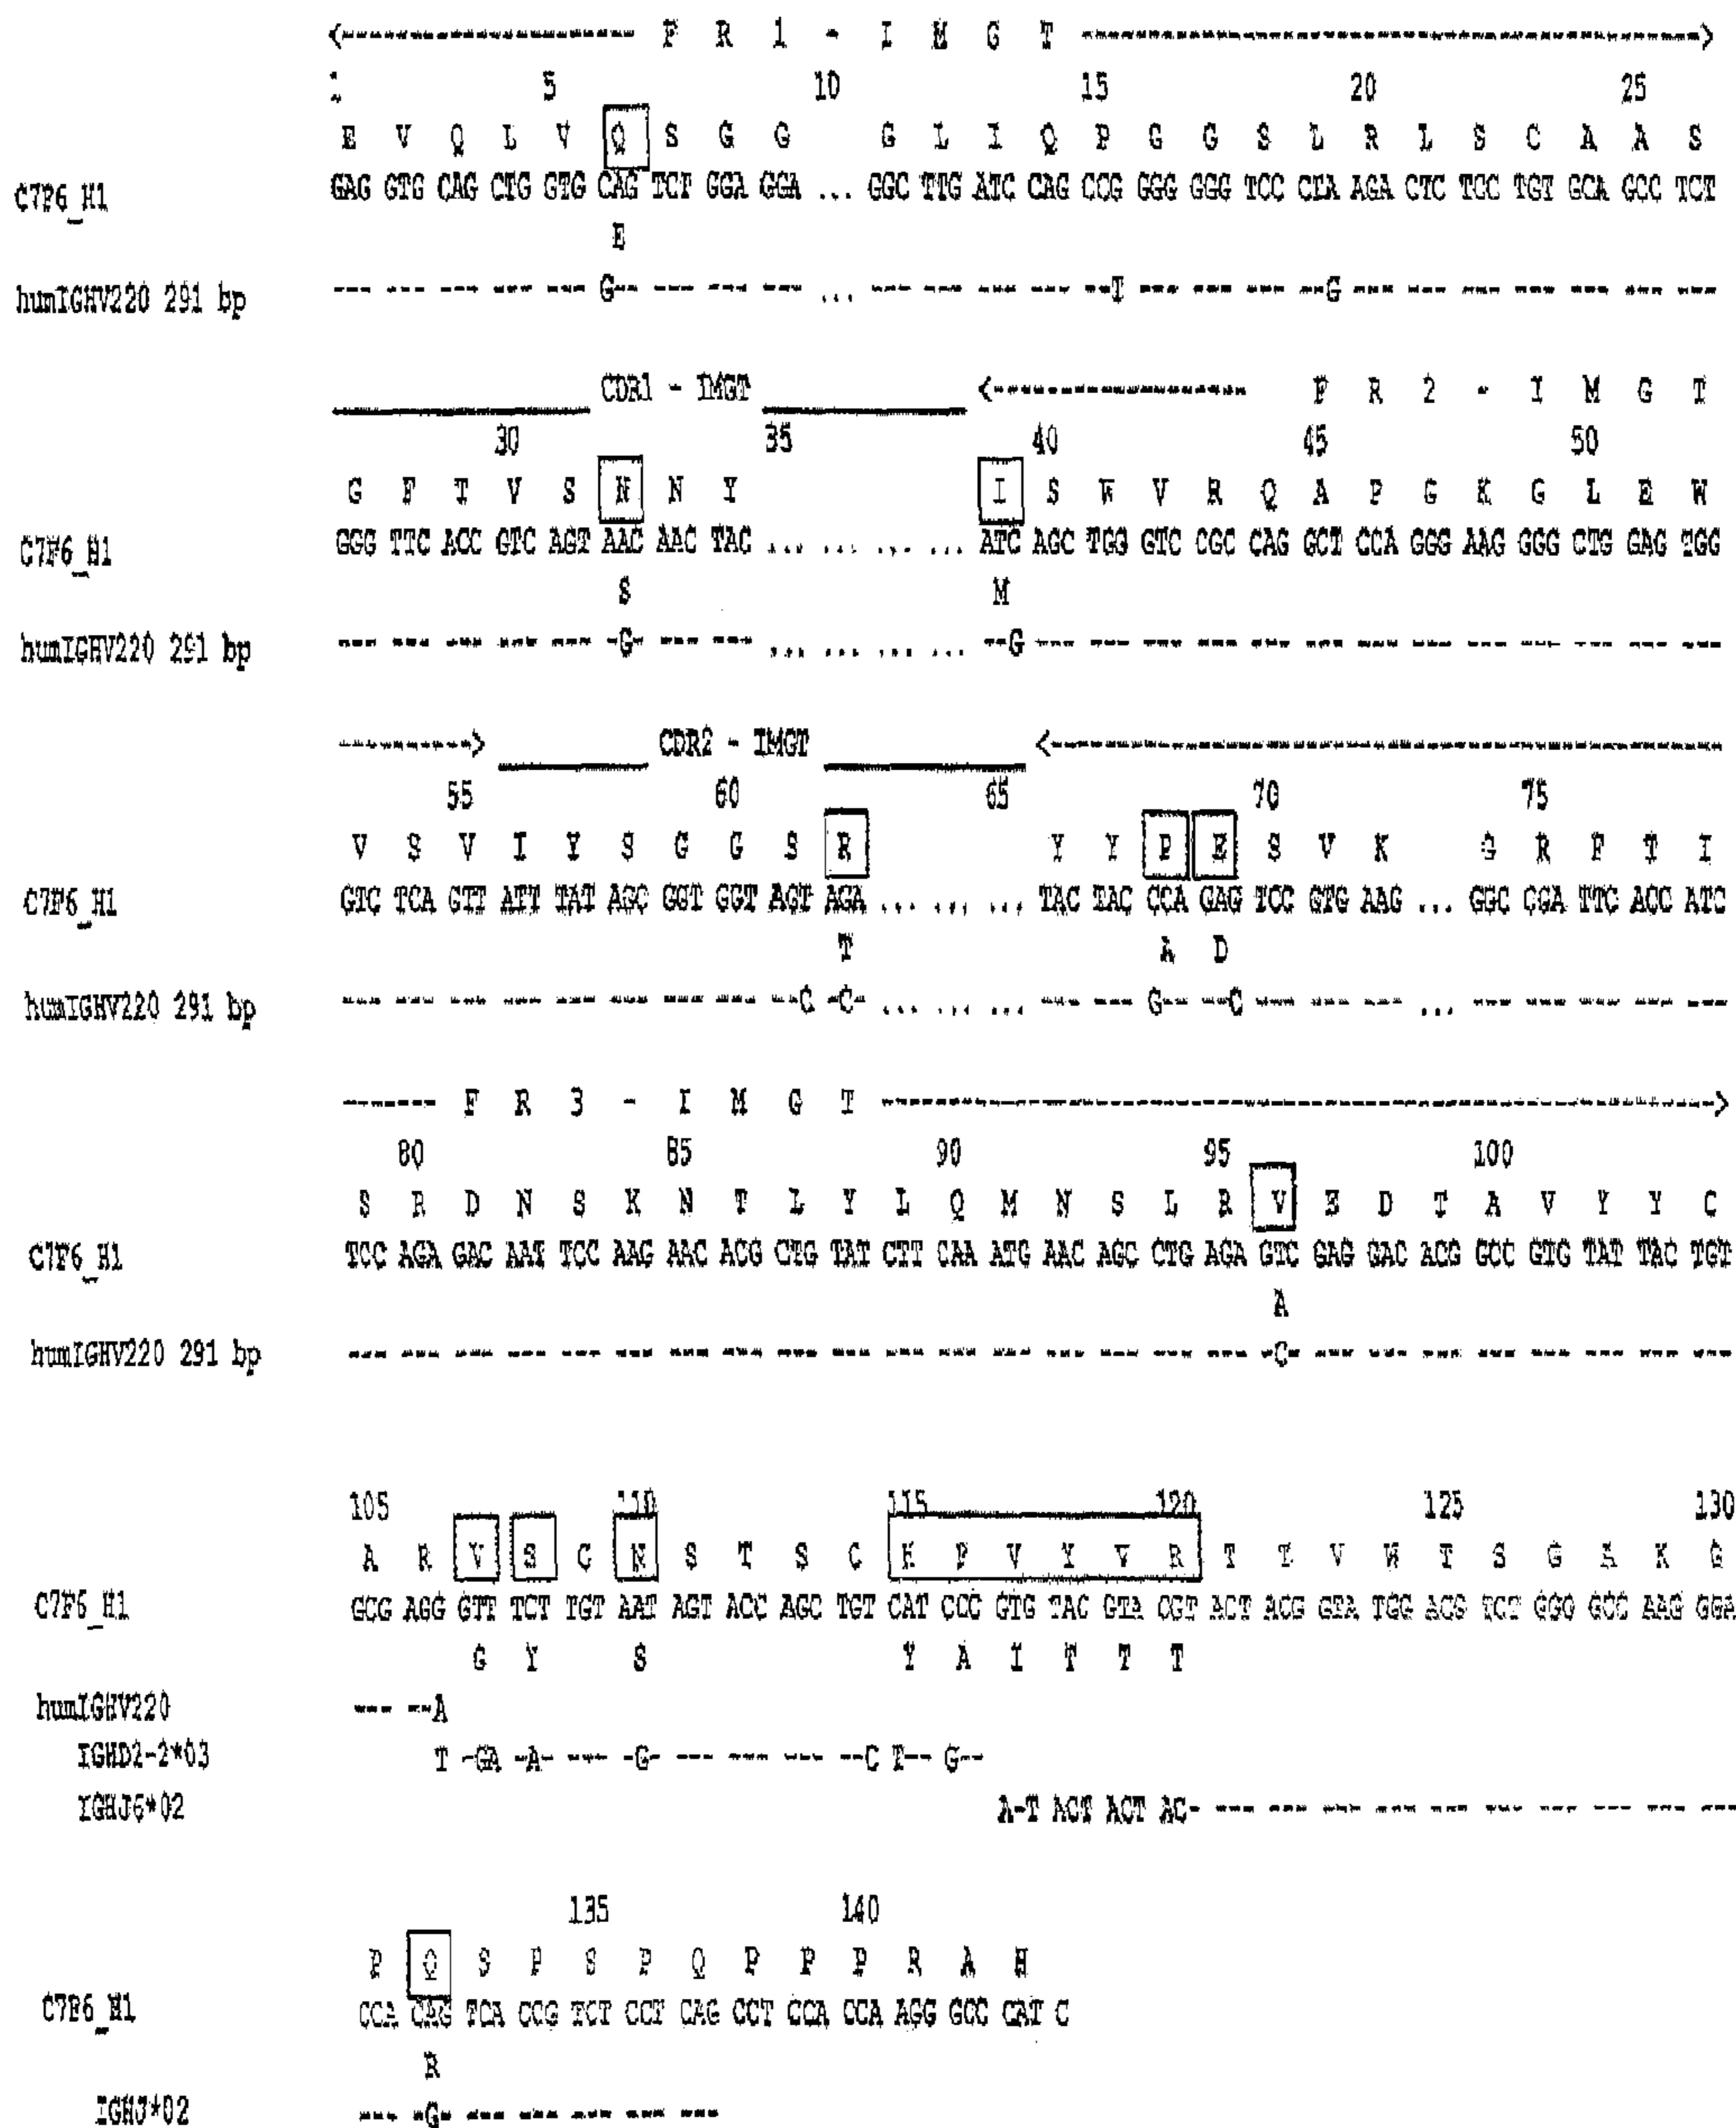 <---------------- F R 1 - I M G T -------------------------------->
1 5 10 15 20 25
E V Q L V Q S G G G L I Q P G G S L R L S C A A S
C7F6_H1 GAG GTG CAG CTG GTG CAG TCT GGA GGA ... GGC TTG ATC CAG CCG GGG GGG TCC CTA AGA CTC TCC TGT GCA GCC TCT
E
humIGHV220 291 bp --- --- --- --- --- G-- --- --- --- ... --- --- --- --- --T --- --- --- --G --- --- --- --- --- --- ---
CDR1 - IMGT <-------------- F R 2 - I M G T
30 35 40 45 50
G F T V S N N Y I S W V R Q A P G K G L E W
C7F6_H1 GGG TTC ACC GTC AGT AAC AAC TAC ... ... ... ... ATC AGC TGG GTC CGC CAG GCT CCA GGG AAG GGG CTG GAG TGG
S M
humIGHV220 291 bp --- --- --- --- --- -G- --- --- ... ... ... ... --G --- --- --- --- --- --- --- --- --- --- --- --- ---
---------> CDR2 - IMGT <------------------------------------
55 60 65 70 75
V S V I Y S G G S R Y Y P E S V K G R F T I
C7F6_H1 GTC TCA GTT ATT TAT AGC GGT GGT AGT AGA ... ... ... TAC TAC CCA GAG TCC GTG AAG ... GGC CGA TTC ACC ATC
T A D
humIGHV220 291 bp --- --- --- --- --- --- --- --- --C -C- ... ... ... --- --- G-- --C --- --- --- ... --- --- --- --- ---
------ F R 3 - I M G T -------------------------------------------->
80 85 90 95 100
S R D N S K N T L Y L Q M N S L R V E D T A V Y Y C
C7F6_H1 TCC AGA GAC AAT TCC AAG AAC ACG CTG TAT CTT CAA ATG AAC AGC CTG AGA GTC GAG GAC ACG GCC GTG TAT TAC TGT
A
humIGHV220 291 bp --- --- --- --- --- --- --- --- --- --- --- --- --- --- --- --- --- -C- --- --- --- --- --- --- --- ---
105 110 115 120 125 130
A R V S C N S T S C H P V Y V R T T V W T S G A K G
C7F6_H1 GCG AGG GTT TCT TGT AAT AGT ACC AGC TGT CAT CCC GTG TAC GTA CGT ACT ACG GTA TGG ACG TCT GGG GCC AAG GGA
G Y S Y A I T T T
humIGHV220 --- --A
IGHD2-2*03 T -GA -A- --- -G- --- --- --- --C T-- G--
IGHJ6*02 A-T ACT ACT AC- --- --- --- --- --- --- --- --- --- ---
135 140
P Q S P S P Q P P P R A H
C7F6_H1 CCA CAG TCA CCG TCT CCT CAG CCT CCA CCA AGG GCC CAT C
R
IGHJ*02 --- -G- --- --- --- --- ---